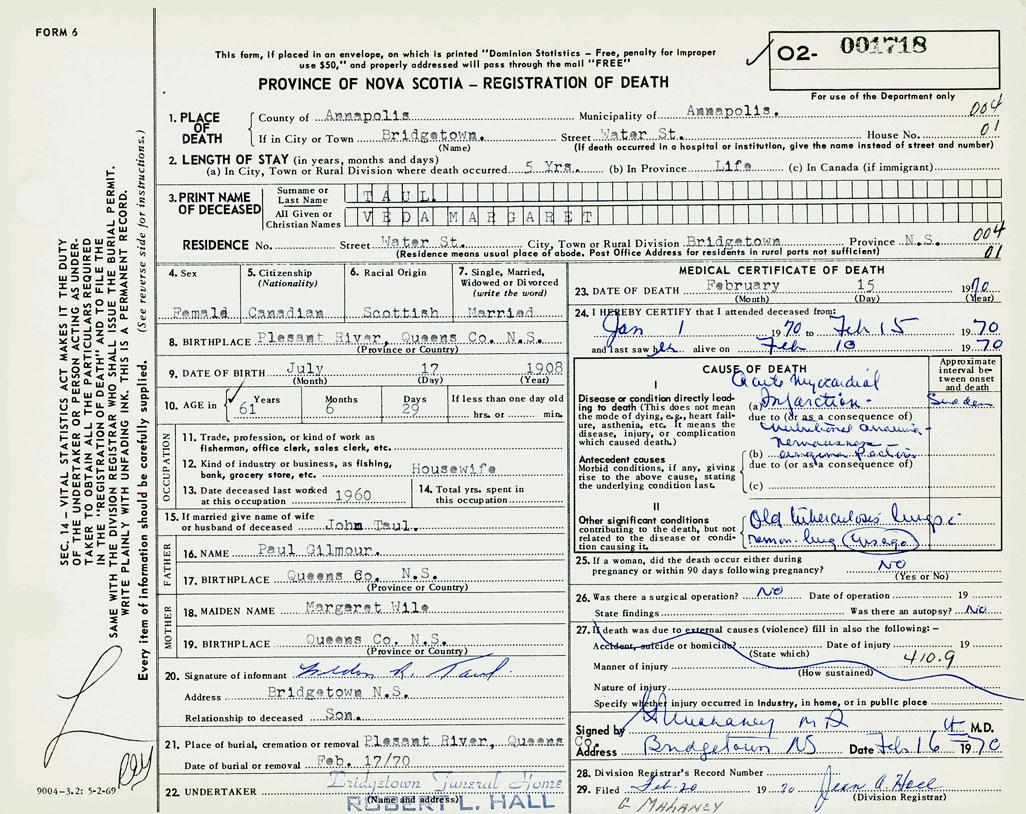 FORM 6
This form, if placed in an envelope, on which is printed "Dominion Statistics – Free, penalty for improper
use $50," and properly addressed will pass through the mail "FREE"
O2- 001718
For use of the Department only
PROVINCE OF NOVA SCOTIA – REGISTRATION OF DEATH
004
01
1. PLACE OF DEATH
County of Annapolis Municipality of Annapolis.
If in City or Town Bridgetown. Street Water St. House No.
(Name) (If death occurred in a hospital or institution, give the name instead of street and number)
2. LENGTH OF STAY (in years, months and days)
(a) In City, Town or Rural Division where death occurred 5 Yrs. (b) In Province Life (c) In Canada (if immigrant)
3. PRINT NAME OF DECEASED
Surname or Last Name TAUL.
All Given or Christian Names VEDA MARGARET
RESIDENCE No. Street Water St. City, Town or Rural Division Bridgetown Province N.S.
(Residence means usual place of abode. Post Office Address for residents in rural parts not sufficient)
004
01
4. Sex
Female
5. Citizenship
(Nationality)
Canadian
6. Racial Origin
Scottish
7. Single, Married,
Widowed or Divorced
(write the word)
Married
8. BIRTHPLACE Plesant River, Queens Co. N.S.
(Province or Country)
9. DATE OF BIRTH July 17 1908
(Month) (Day) (Year)
10. AGE in Years Months Days If less than one day old
61 6 29 hrs. or min.
OCCUPATION
11. Trade, profession, or kind of work as
fisherman, office clerk, sales clerk, etc.
12. Kind of industry or business, as fishing,
bank, grocery store, etc. Housewife
13. Date deceased last worked
at this occupation 1960
14. Total yrs. spent in
this occupation
15. If married give name of wife
or husband of deceased John Taul.
FATHER
16. NAME Paul Gilmour.
17. BIRTHPLACE Queens Co. N.S.
(Province or Country)
MOTHER
18. MAIDEN NAME Margaret Wile
19. BIRTHPLACE Queens Co. N.S.
(Province or Country)
20. Signature of informant R. Taul
Address Bridgetown N.S.
Relationship to deceased Son.
21. Place of burial, cremation or removal Plesant River, Queens Co.
Date of burial or removal Feb. 17/70
22. UNDERTAKER Bridgetown Funeral Home
(Name and address)
ROBERT L. HALL
MEDICAL CERTIFICATE OF DEATH
23. DATE OF DEATH February 15 1970
(Month) (Day) (Year)
24. I HEREBY CERTIFY that I attended deceased from:
Jan 1 1970 to Feb 15 1970
and last saw her alive on Feb 10 1970
CAUSE OF DEATH
Approximate
interval be-
tween onset
and death
I
Disease or condition directly lead-
ing to death (This does not mean
the mode of dying, e.g., heart fail-
ure, asthenia, etc. It means the
disease, injury, or complication
which caused death.)
Acute Myocardial
(a) Infarction Sudden
due to (or as a consequence of)
Nutritional anaemia
(b) angina Pectoris
due to (or as a consequence of)
(c)
Antecedent causes
Morbid conditions, if any, giving
rise to the above cause, stating
the underlying condition last.
II
Other significant conditions
contributing to the death, but not
related to the disease or condi-
tion causing it.
Old tuberculosis lungs
lung
25. If a woman, did the death occur either during
pregnancy or within 90 days following pregnancy? NO
(Yes or No)
26. Was there a surgical operation? NO Date of operation 19
State findings Was there an autopsy? No
27. If death was due to external causes (violence) fill in also the following: –
Accident, suicide or homicide? Date of injury 19
(State which)
410.9
Manner of injury
(How sustained)
Nature of injury
Specify whether injury occurred in Industry, in home, or in public place
Signed by G Mahaney MD M.D.
Address Bridgetown NS Date Feb 16 1970
28. Division Registrar's Record Number
29. Filed Feb 20 1970 Jean A. Hall
(Division Registrar)
G MAHANEY
SEC. 14 – VITAL STATISTICS ACT MAKES IT THE DUTY
OF THE UNDERTAKER OR PERSON ACTING AS UNDER-
TAKER TO OBTAIN ALL THE PARTICULARS REQUIRED
IN THE "REGISTRATION OF DEATH" AND TO FILE THE
SAME WITH THE DIVISION REGISTRAR WHO SHALL ISSUE THE BURIAL PERMIT.
WRITE PLAINLY WITH UNFADING INK. THIS IS A PERMANENT RECORD.
Every item of information should be carefully supplied. (See reverse side for instructions.)
9004–3.2: 5-2-69